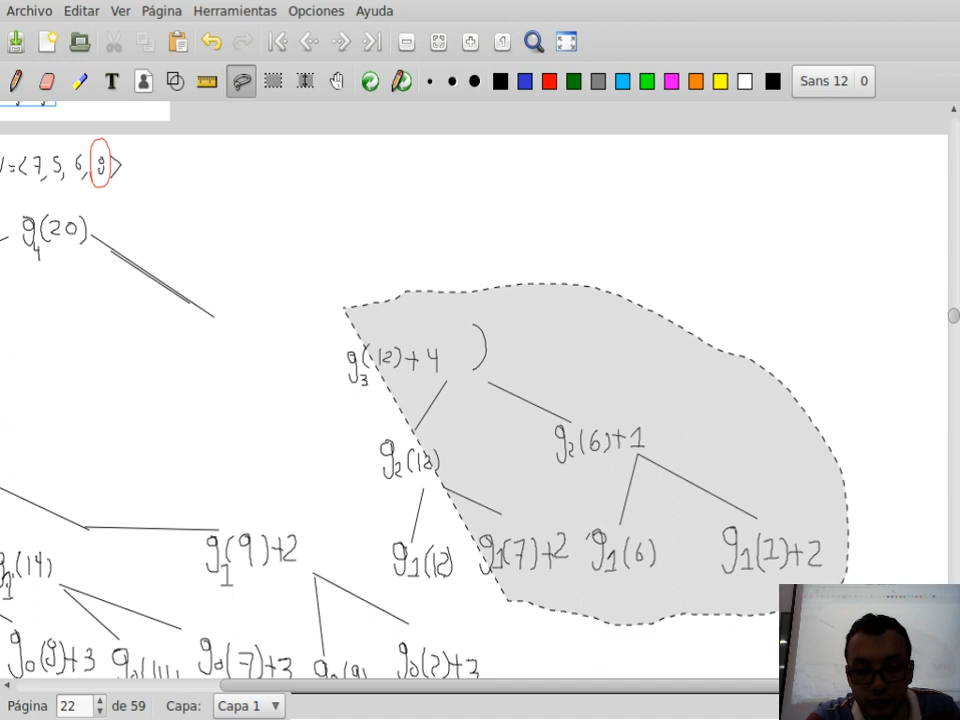 Archivo Editar Ver Página Herramientas Opciones Ayuda
T
Sans 12 0
=<7, 5, 6, 9>
g4(20)
g3(12)+4 )
g2(12) g2(6)+1
g1(12) g1(7)+2 g1(6) g1(1)+2
g1(14) g1(9)+2
g0(9)+3 g0(7)+3 g0(2)+3
Página 22 de 59 Capa: Capa 1